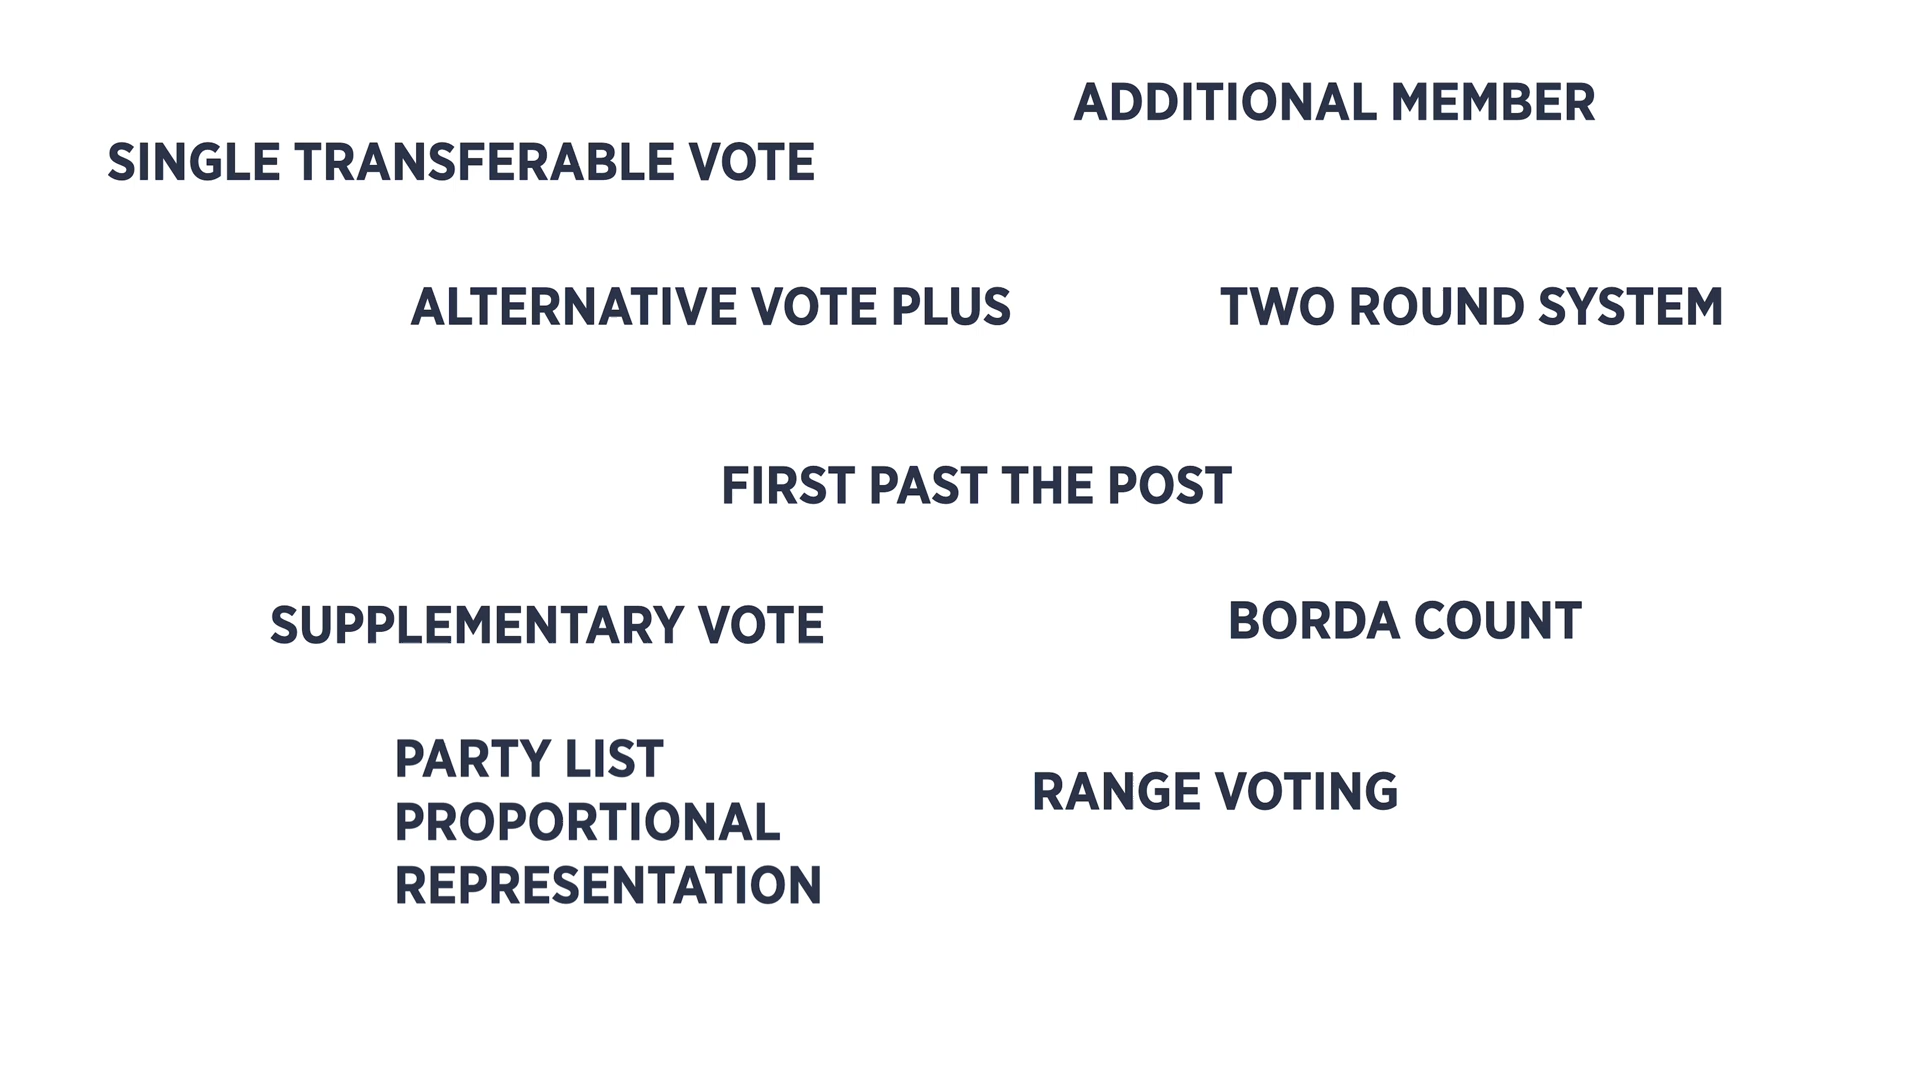 ADDITIONAL MEMBER
SINGLE TRANSFERABLE VOTE
ALTERNATIVE VOTE PLUS
TWO ROUND SYSTEM
FIRST PAST THE POST
SUPPLEMENTARY VOTE
BORDA COUNT
PARTY LIST
PROPORTIONAL
REPRESENTATION
RANGE VOTING